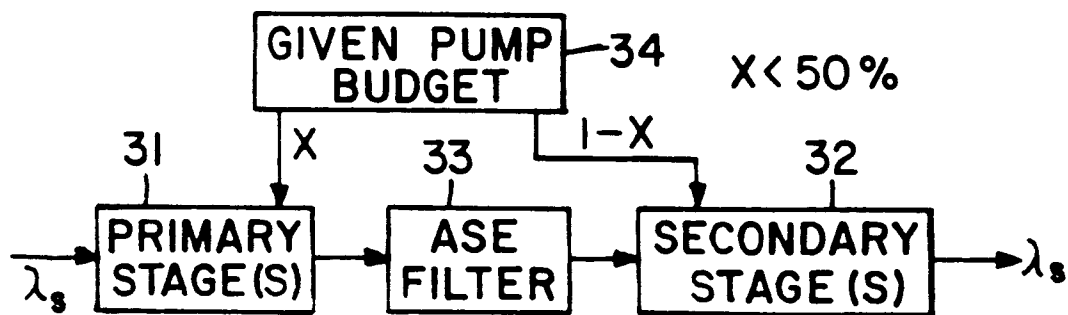 GIVEN PUMP
BUDGET
34
X < 50%
X
1-X
31
33
32
PRIMARY
STAGE(S)
ASE
FILTER
SECONDARY
STAGE(S)
λs
λs